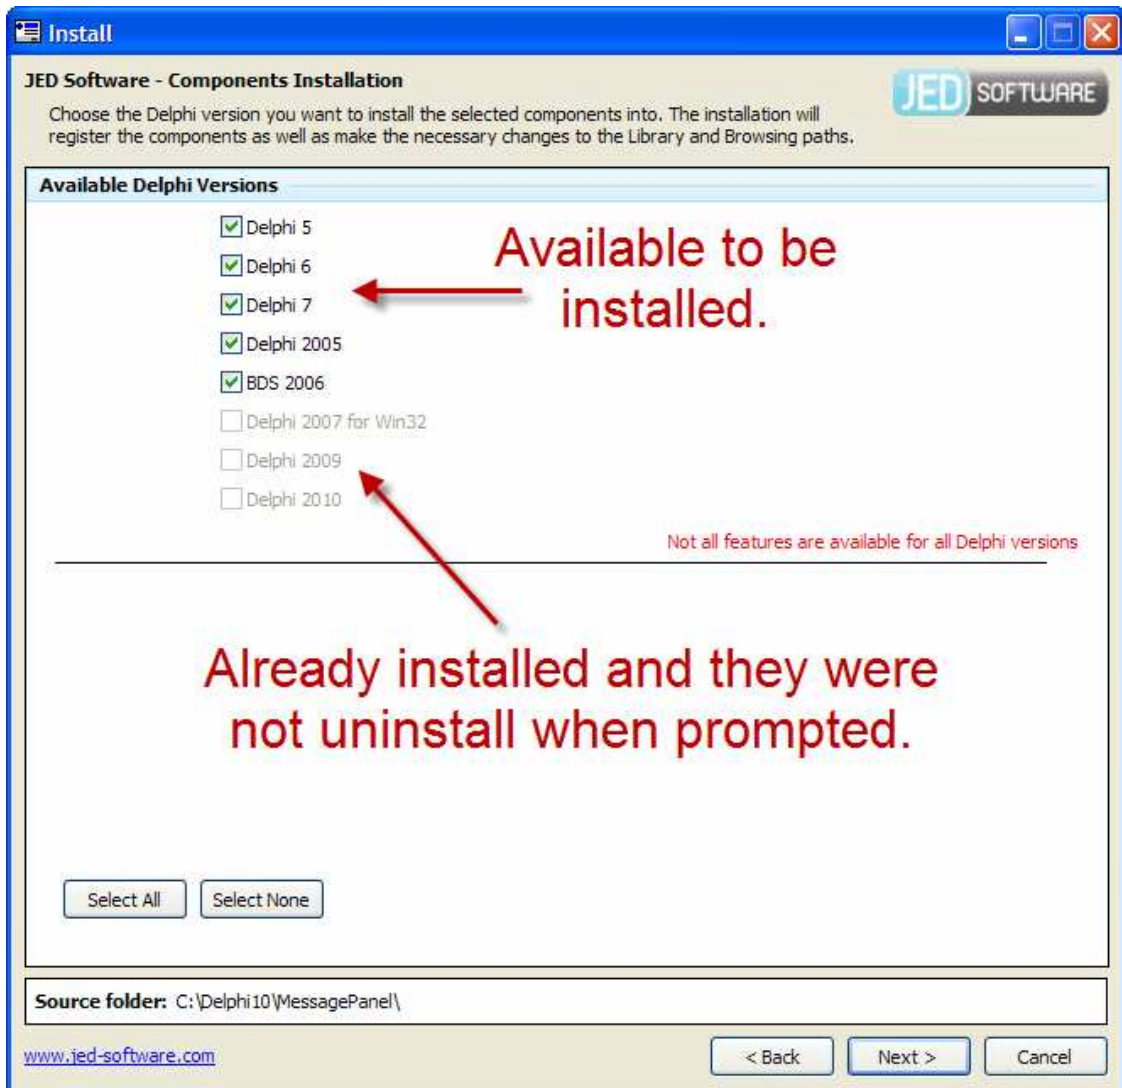 Install
JED Software - Components Installation
JED SOFTWARE
Choose the Delphi version you want to install the selected components into. The installation will
register the components as well as make the necessary changes to the Library and Browsing paths.
Available Delphi Versions
Delphi 5
Delphi 6
Delphi 7
Delphi 2005
BDS 2006
Delphi 2007 for Win32
Delphi 2009
Delphi 2010
Available to be
installed.
Not all features are available for all Delphi versions
Already installed and they were
not uninstall when prompted.
Select All
Select None
Source folder: C:\Delphi10\MessagePanel\
www.jed-software.com
< Back
Next >
Cancel